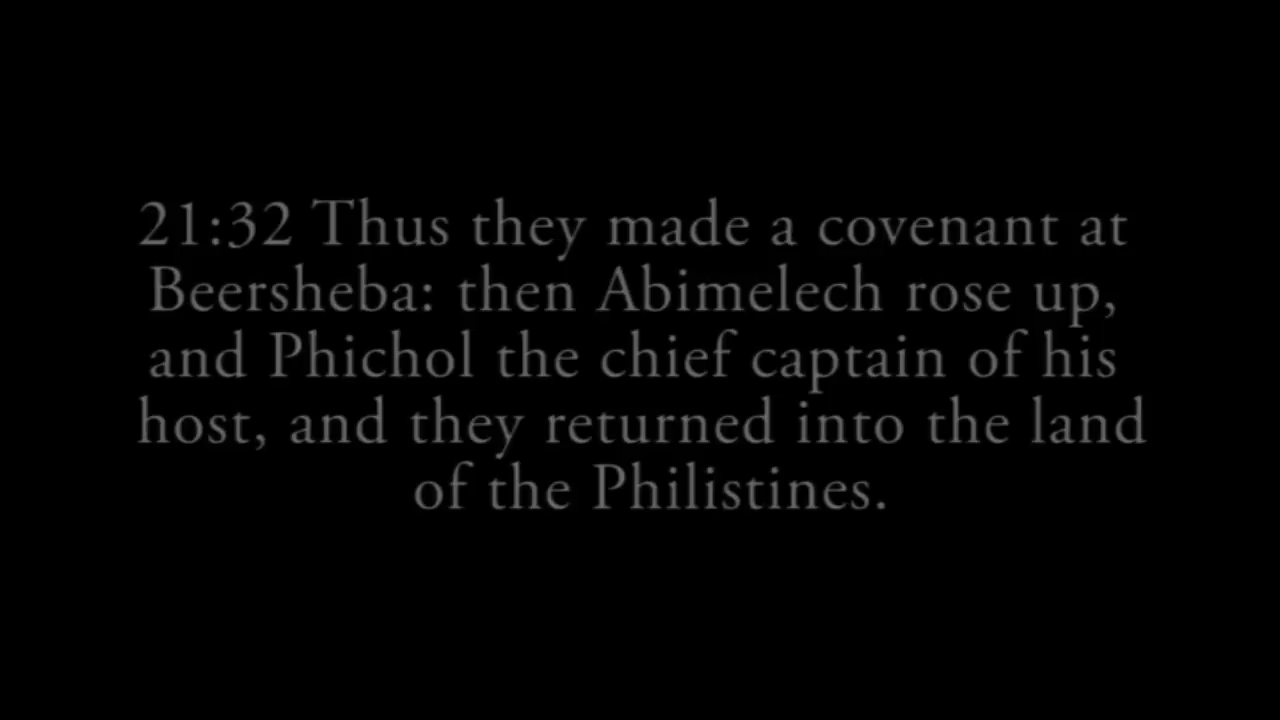 21:32 Thus they made a covenant at
Beersheba: then Abimelech rose up,
and Phichol the chief captain of his
host, and they returned into the land
of the Philistines.